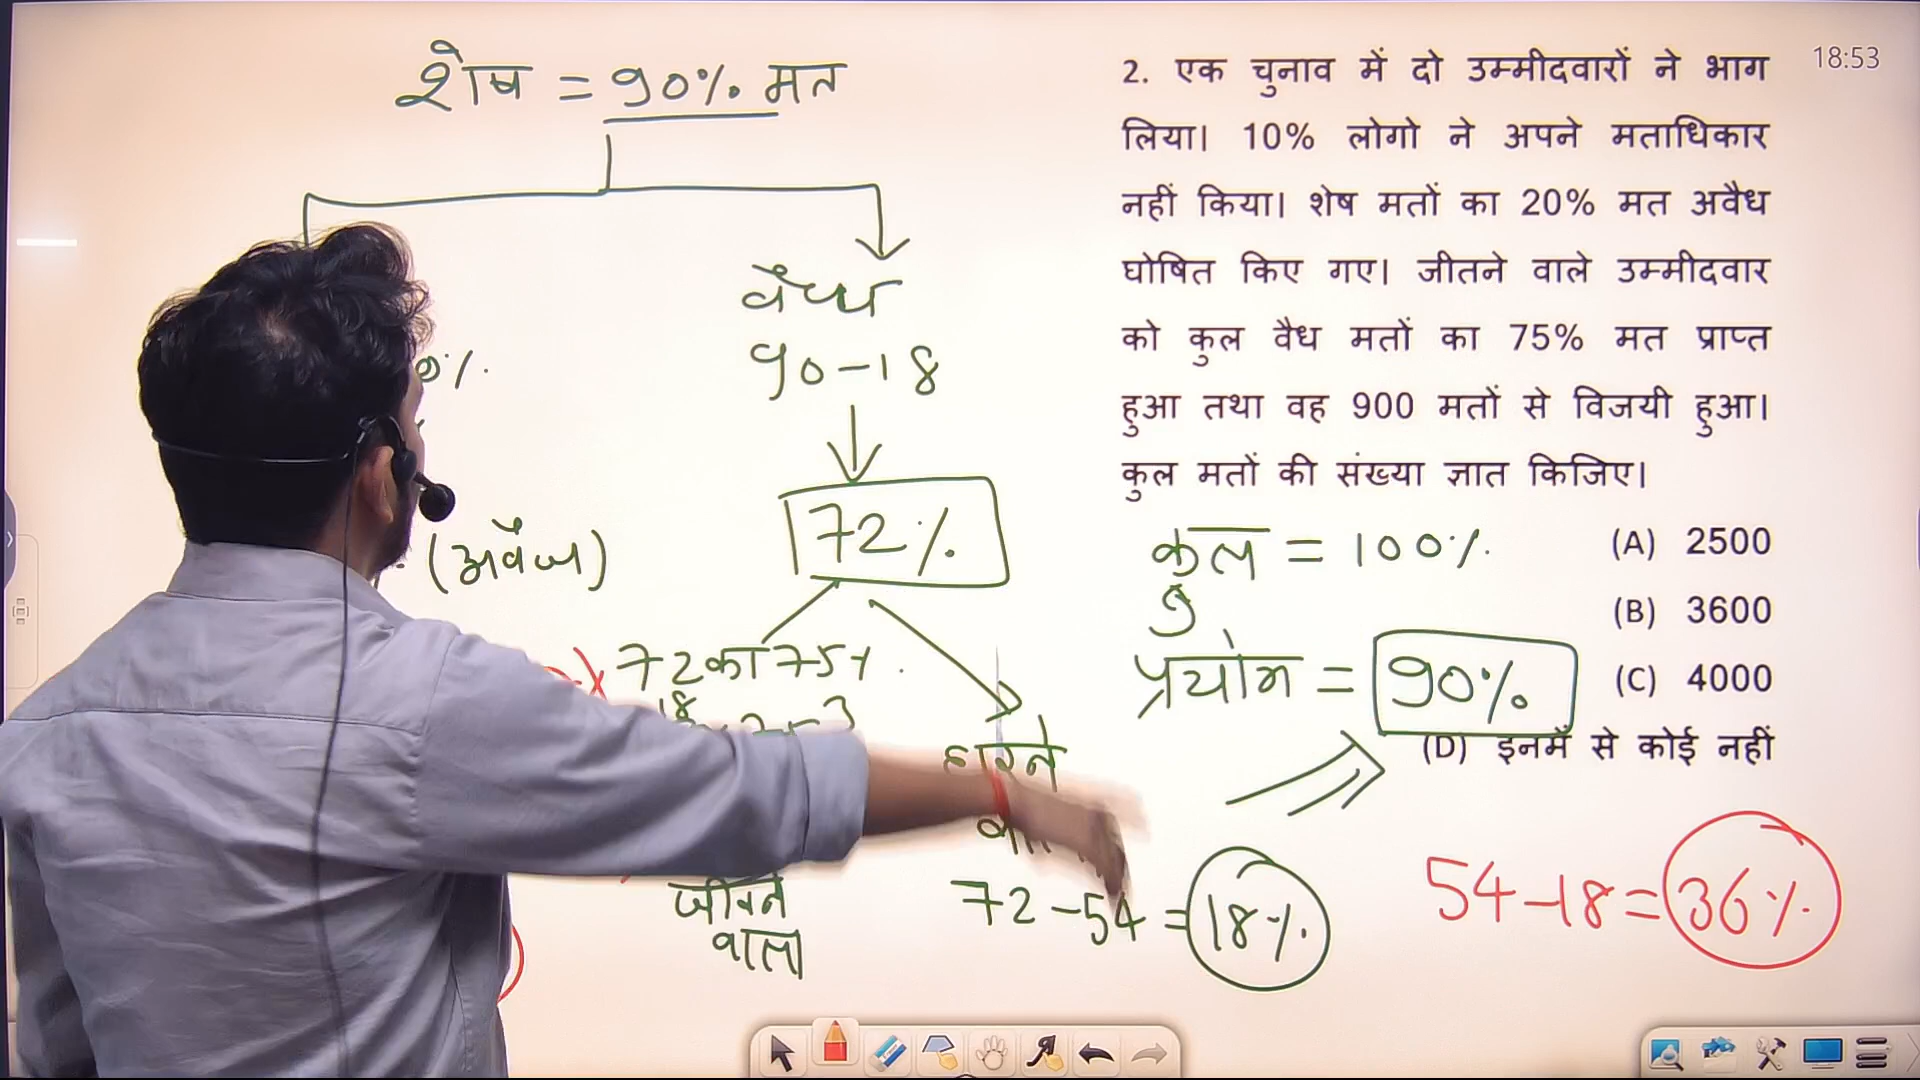 शेष = 90% मत
वैध
90-18
72%
(अवैध)
72 का 75%
18
3
जीतने
वाला
हारने
72-54 = 18%
2. एक चुनाव में दो उम्मीदवारों ने भाग
लिया। 10% लोगो ने अपने मताधिकार
नहीं किया। शेष मतों का 20% मत अवैध
घोषित किए गए। जीतने वाले उम्मीदवार
को कुल वैध मतों का 75% मत प्राप्त
हुआ तथा वह 900 मतों से विजयी हुआ।
कुल मतों की संख्या ज्ञात किजिए।
18:53
कुल = 100%
(A) 2500
(B) 3600
प्रयोग = 90%
(C) 4000
(D) इनमें से कोई नहीं
54-18=36%